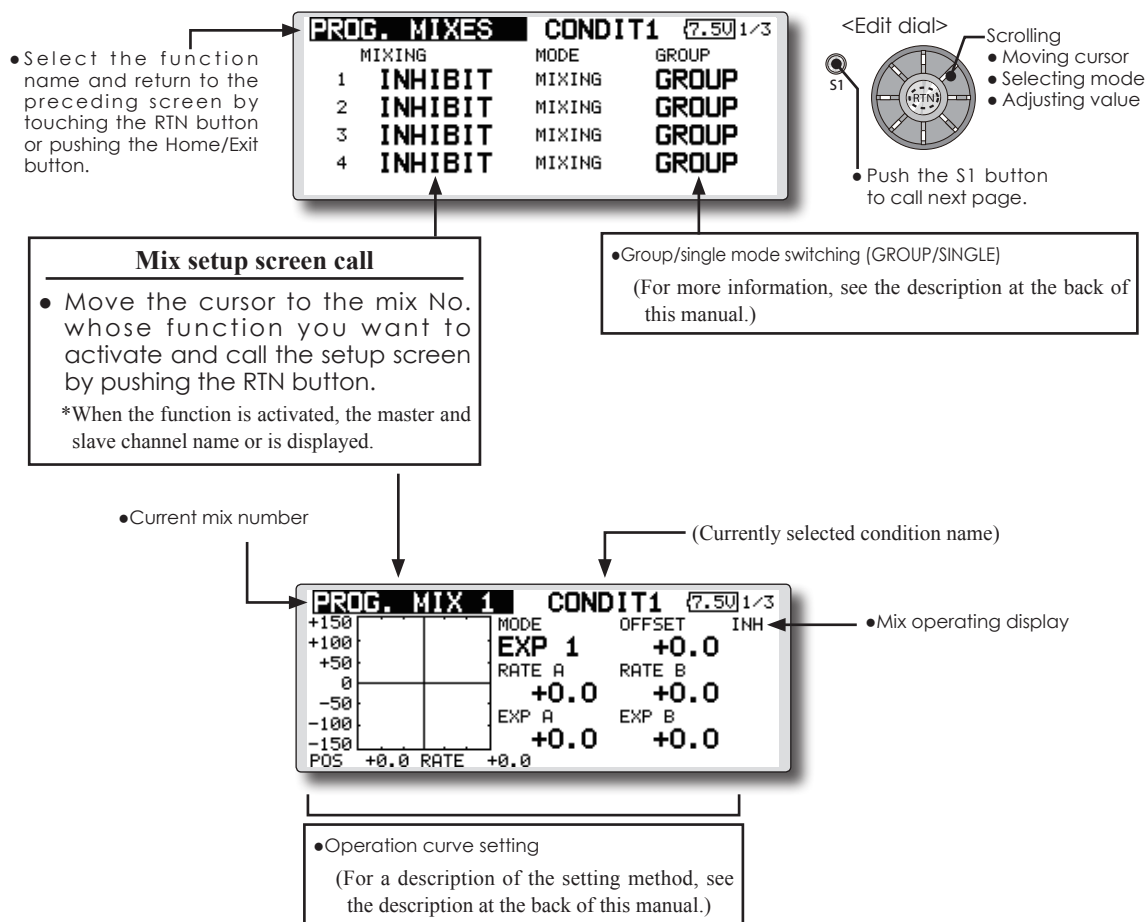 ●Select the function
name and return to the
preceding screen by
touching the RTN button
or pushing the Home/Exit
button.
PROG. MIXES CONDIT1 7.5V 1/3
MIXING MODE GROUP
1 INHIBIT MIXING GROUP
2 INHIBIT MIXING GROUP
3 INHIBIT MIXING GROUP
4 INHIBIT MIXING GROUP
<Edit dial>
S1
RTN
Scrolling
● Moving cursor
● Selecting mode
● Adjusting value
● Push the S1 button
to call next page.
Mix setup screen call
● Move the cursor to the mix No.
whose function you want to
activate and call the setup screen
by pushing the RTN button.
*When the function is activated, the master and
slave channel name or is displayed.
●Group/single mode switching (GROUP/SINGLE)
(For more information, see the description at the back of
this manual.)
●Current mix number
(Currently selected condition name)
PROG. MIX 1 CONDIT1 7.5V 1/3
+150
+100
+50
0
-50
-100
-150
MODE OFFSET INH
EXP 1 +0.0
RATE A RATE B
+0.0 +0.0
EXP A EXP B
+0.0 +0.0
POS +0.0 RATE +0.0
●Mix operating display
●Operation curve setting
(For a description of the setting method, see
the description at the back of this manual.)